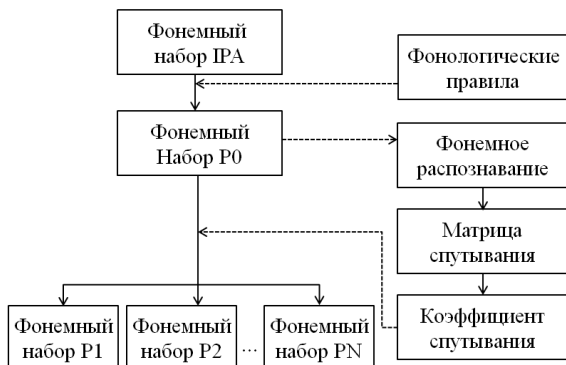 Фонемный
набор IPA
Фонологические
правила
Фонемный
Набор P0
Фонемное
распознавание
Матрица
спутывания
Коэффициент
спутывания
Фонемный
набор P1
Фонемный
набор P2
...
Фонемный
набор PN